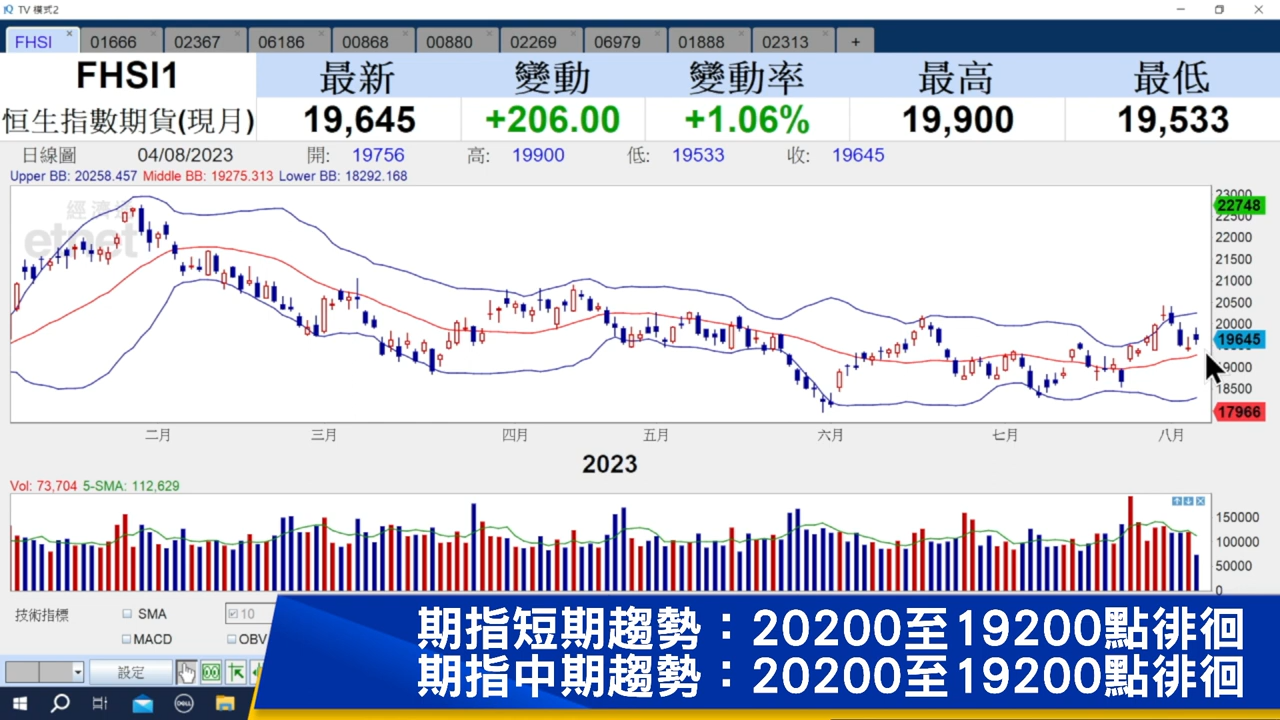 TV 模式2
FHSI 01666 02367 06186 00868 00880 02269 06979 01888 02313 +
FHSI1 最新 變動 變動率 最高 最低
恒生指數期貨(現月) 19,645 +206.00 +1.06% 19,900 19,533
日線圖 04/08/2023 開: 19756 高: 19900 低: 19533 收: 19645
Upper BB: 20258.457 Middle BB: 19275.313 Lower BB: 18292.168
etnet
23000
22748
22500
22000
21500
21000
20500
20000
19645
19000
18500
17966
二月 三月 四月 五月 六月 七月 八月
2023
Vol: 73,704 5-SMA: 112,629
150000
100000
50000
0
技術指標 SMA 10
MACD OBV
設定
期指短期趨勢：20200至19200點徘徊
期指中期趨勢：20200至19200點徘徊